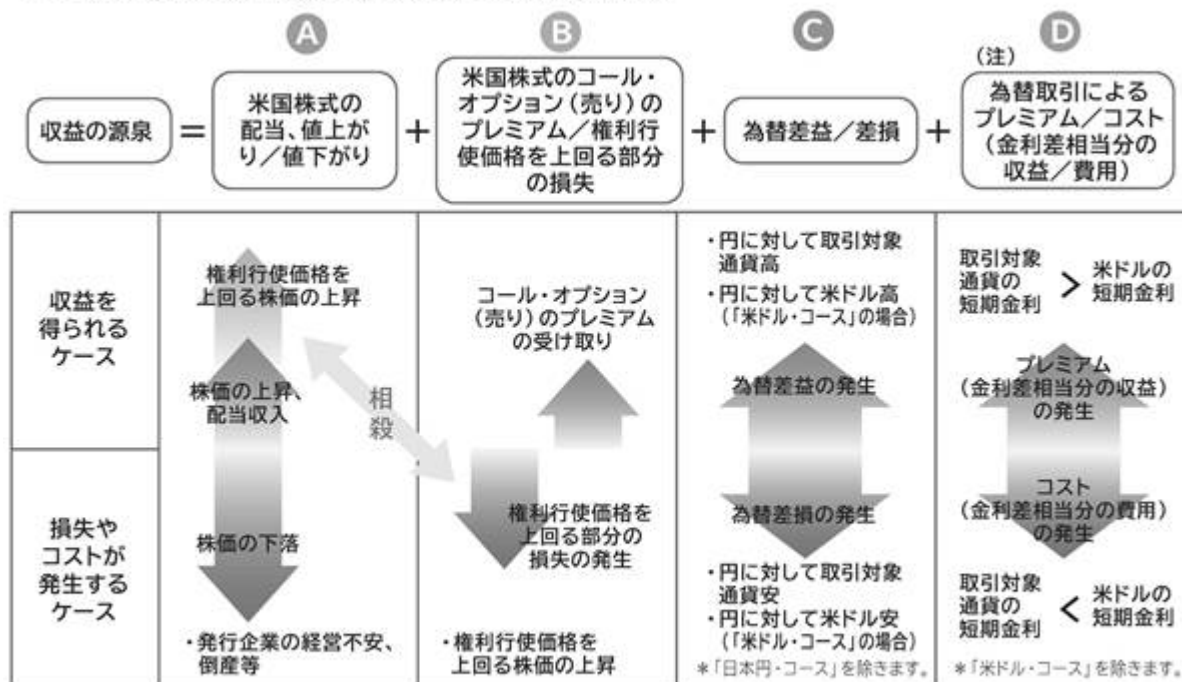 A
B
C
D
(注)
収益の源泉
=
米国株式の
配当、値上が
り／値下がり
+
米国株式のコール・
オプション(売り)の
プレミアム／権利行
使価格を上回る部分
の損失
+
為替差益／差損
+
為替取引による
プレミアム／コスト
(金利差相当分の
収益／費用)
収益を
得られる
ケース
権利行使価格を
上回る株価の上昇
株価の上昇、
配当収入
相殺
コール・オプション
(売り)のプレミアム
の受け取り
・円に対して取引対象
通貨高
・円に対して米ドル高
(「米ドル・コース」の場合)
為替差益の発生
取引対象
通貨の
短期金利
>
米ドルの
短期金利
プレミアム
(金利差相当分の収益)
の発生
損失や
コストが
発生する
ケース
株価の下落
・発行企業の経営不安、
倒産等
権利行使価格を
上回る部分の
損失の発生
・権利行使価格を
上回る株価の上昇
為替差損の発生
・円に対して取引対象
通貨安
・円に対して米ドル安
(「米ドル・コース」の場合)
＊「日本円・コース」を除きます。
コスト
(金利差相当分の費用)
の発生
取引対象
通貨の
短期金利
<
米ドルの
短期金利
＊「米ドル・コース」を除きます。